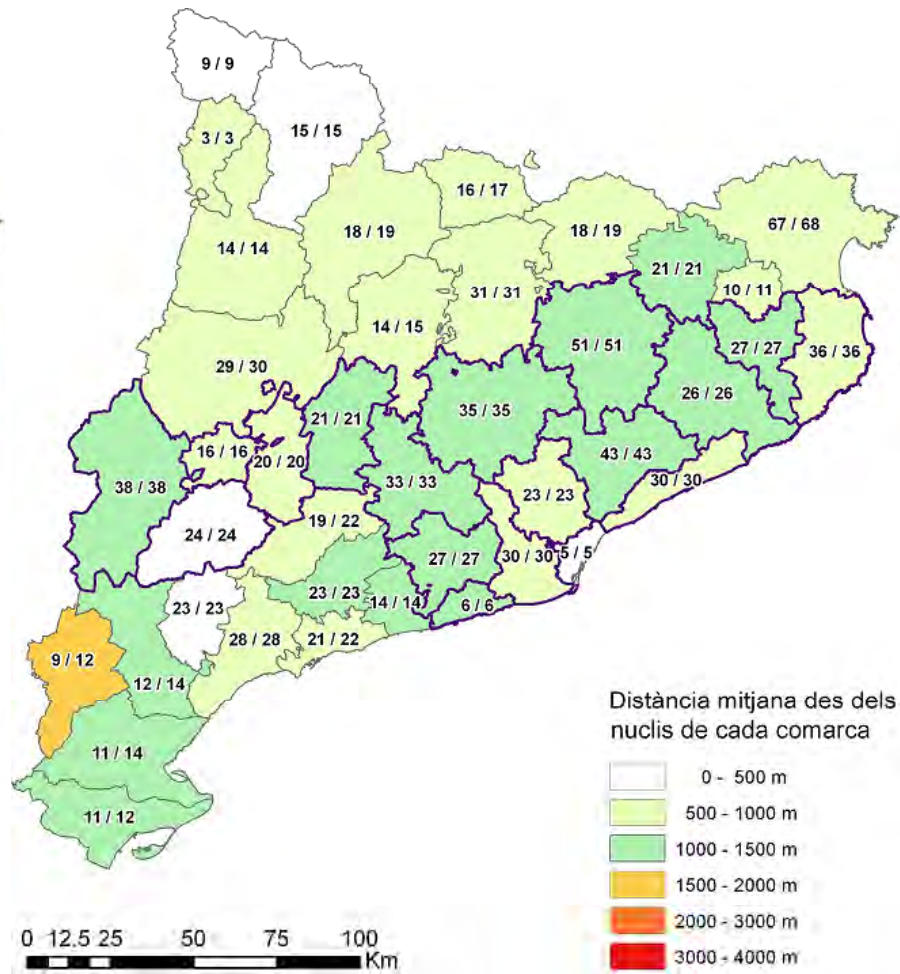 9 / 9
15 / 15
3 / 3
16 / 17
67 / 68
18 / 19
18 / 19
14 / 14
21 / 21
10 / 11
31 / 31
14 / 15
27 / 27
51 / 51
36 / 36
29 / 30
26 / 26
35 / 35
21 / 21
16 / 16
20 / 20
43 / 43
30 / 30
38 / 38
33 / 33
23 / 23
19 / 22
24 / 24
27 / 27
30 / 30
5 / 5
23 / 23
14 / 14
6 / 6
23 / 23
28 / 28
21 / 22
9 / 12
12 / 14
11 / 14
11 / 12
Distància mitjana des dels
nuclis de cada comarca
0 - 500 m
500 - 1000 m
1000 - 1500 m
1500 - 2000 m
2000 - 3000 m
3000 - 4000 m
0 12.5 25 50 75 100
Km